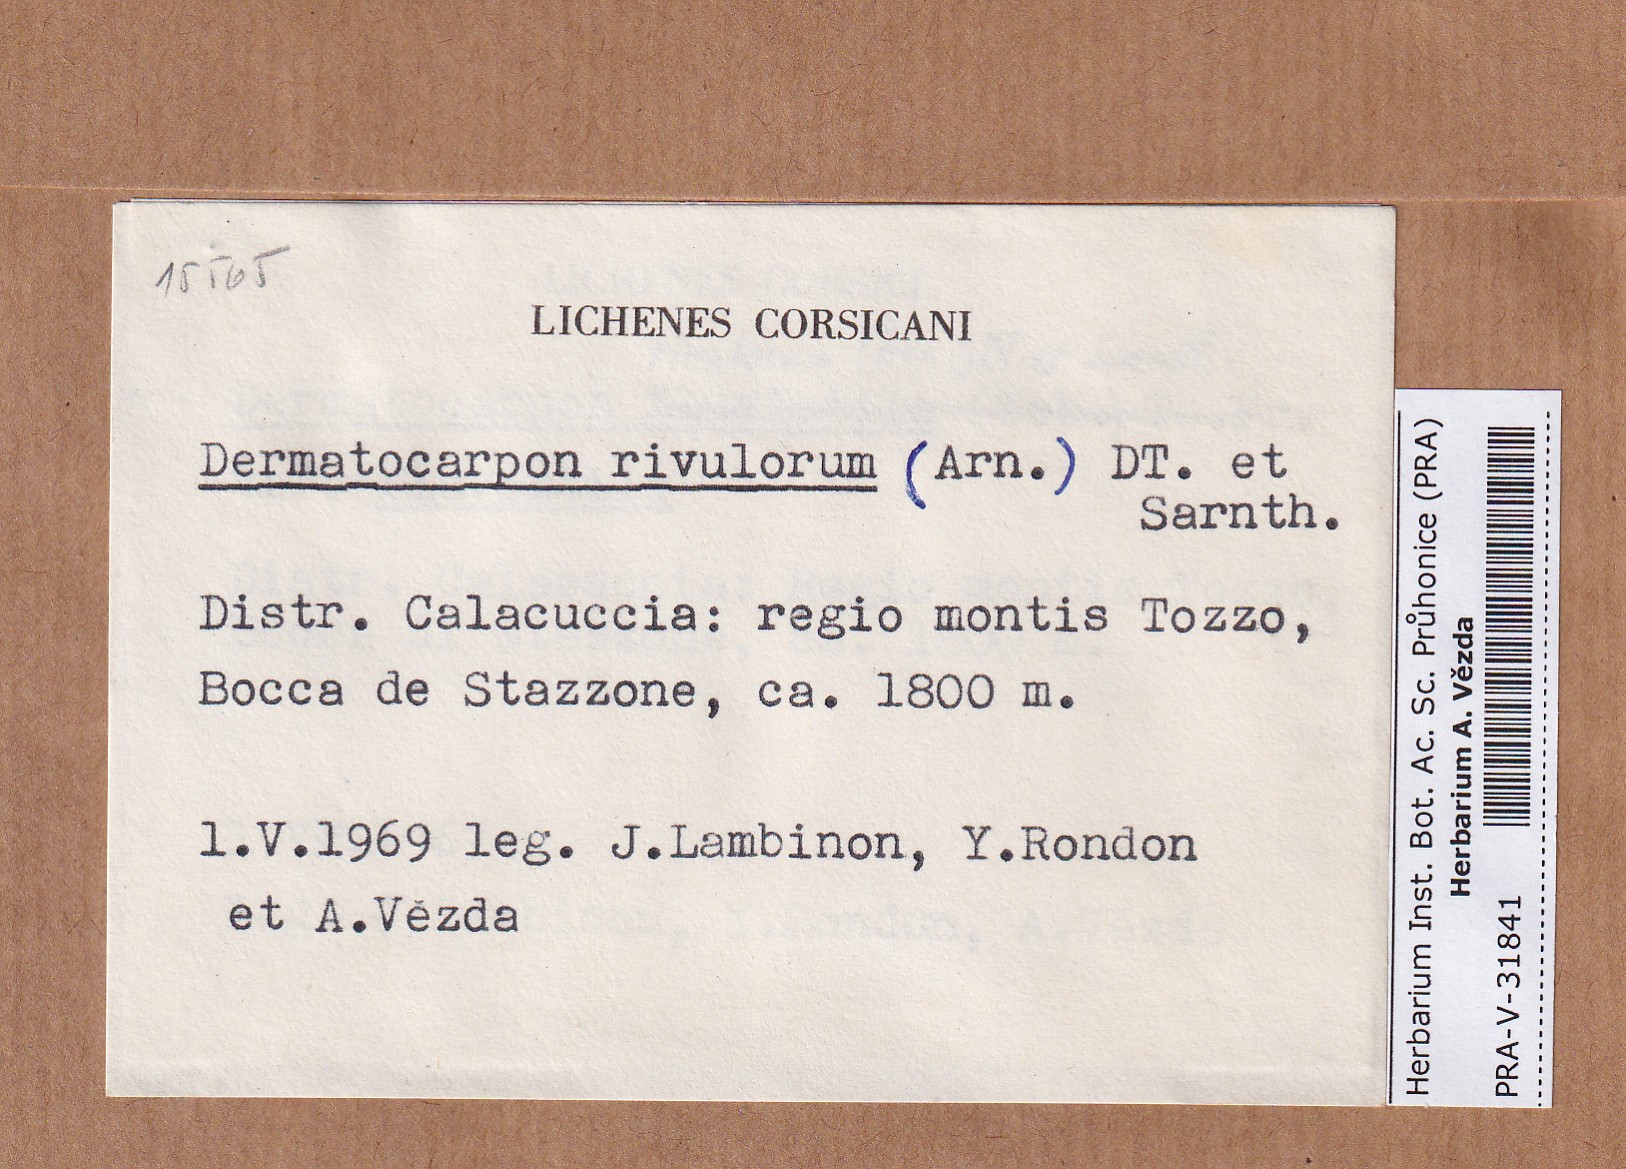 15565
LICHENES CORSICANI
Dermatocarpon rivulorum (Arn.) DT. et
Sarnth.
Distr. Calacuccia: regio montis Tozzo,
Bocca de Stazzone, ca. 1800 m.
1.V.1969 leg. J.Lambinon, Y.Rondon
et A.Vězda
Herbarium Inst. Bot. Ac. Sc. Průhonice (PRA)
Herbarium A. Vězda
PRA-V-31841